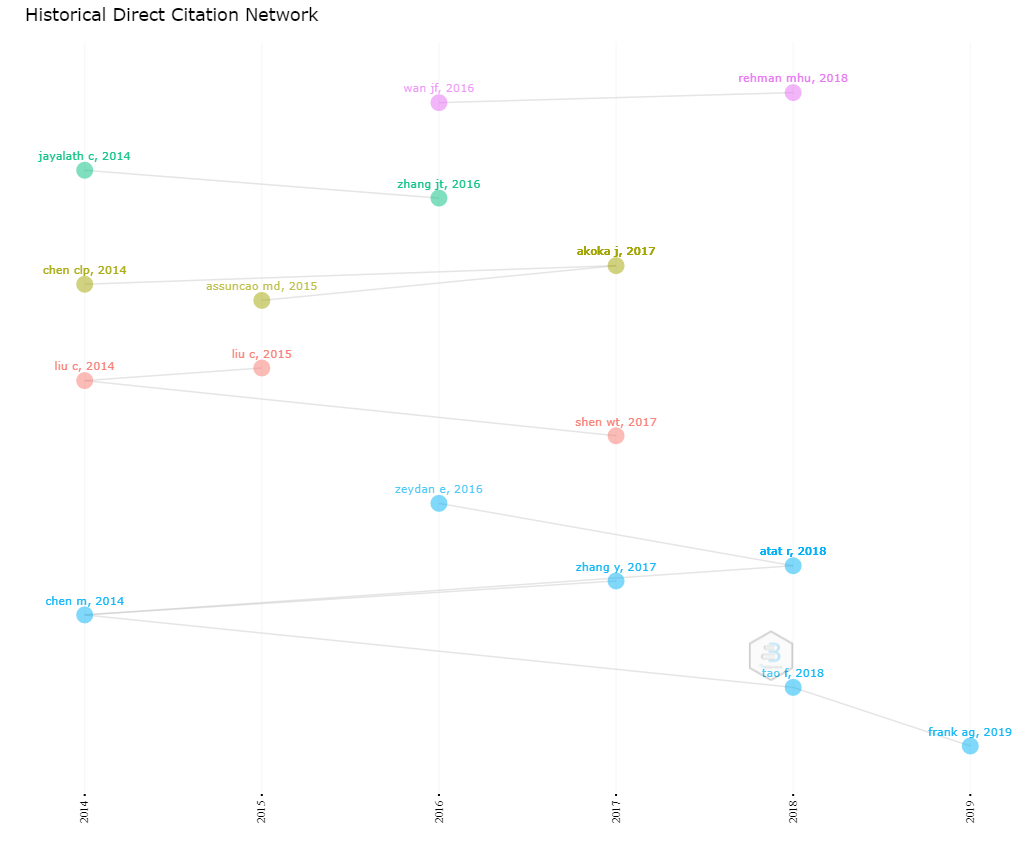 Historical Direct Citation Network
rehman mhu, 2018
wan jf, 2016
jayalath c, 2014
zhang jt, 2016
akoka j, 2017
chen clp, 2014
assuncao md, 2015
liu c, 2015
liu c, 2014
shen wt, 2017
zeydan e, 2016
atat r, 2018
zhang y, 2017
chen m, 2014
tao f, 2018
frank ag, 2019
2014
2015
2016
2017
2018
2019